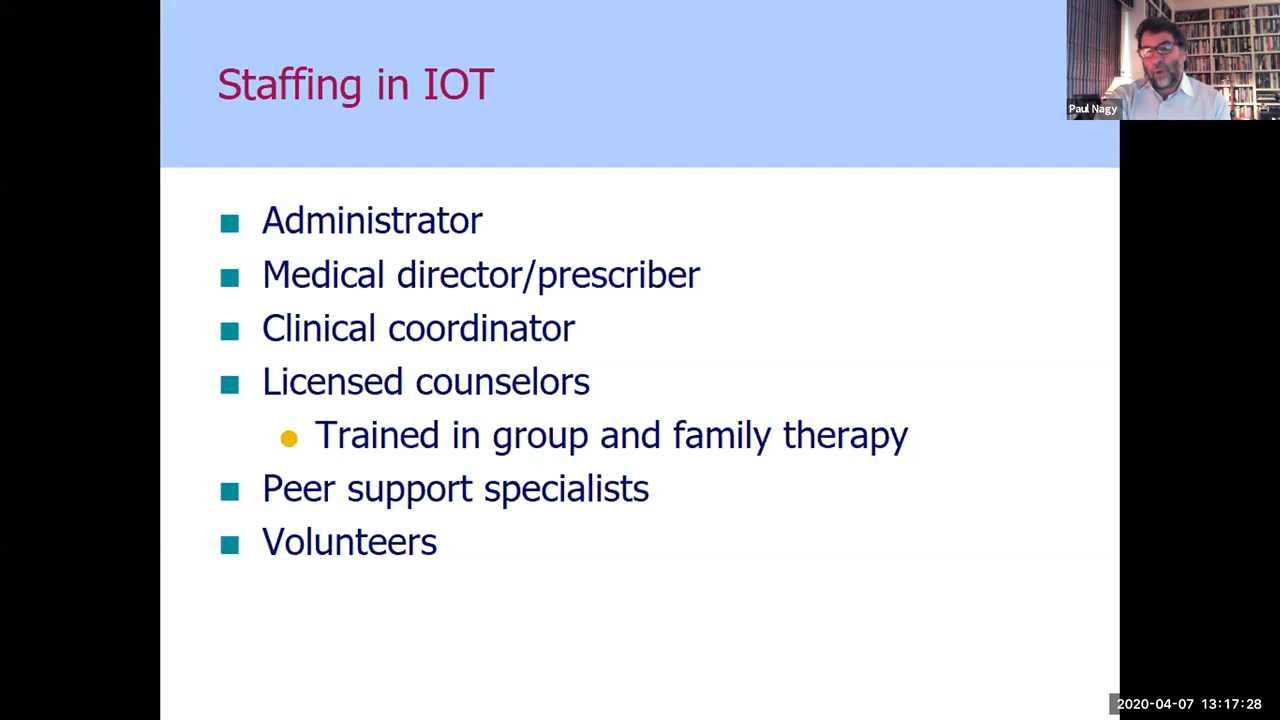 Staffing in IOT
Paul Nagy
Administrator
Medical director/prescriber
Clinical coordinator
Licensed counselors
Trained in group and family therapy
Peer support specialists
Volunteers
2020-04-07 13:17:28